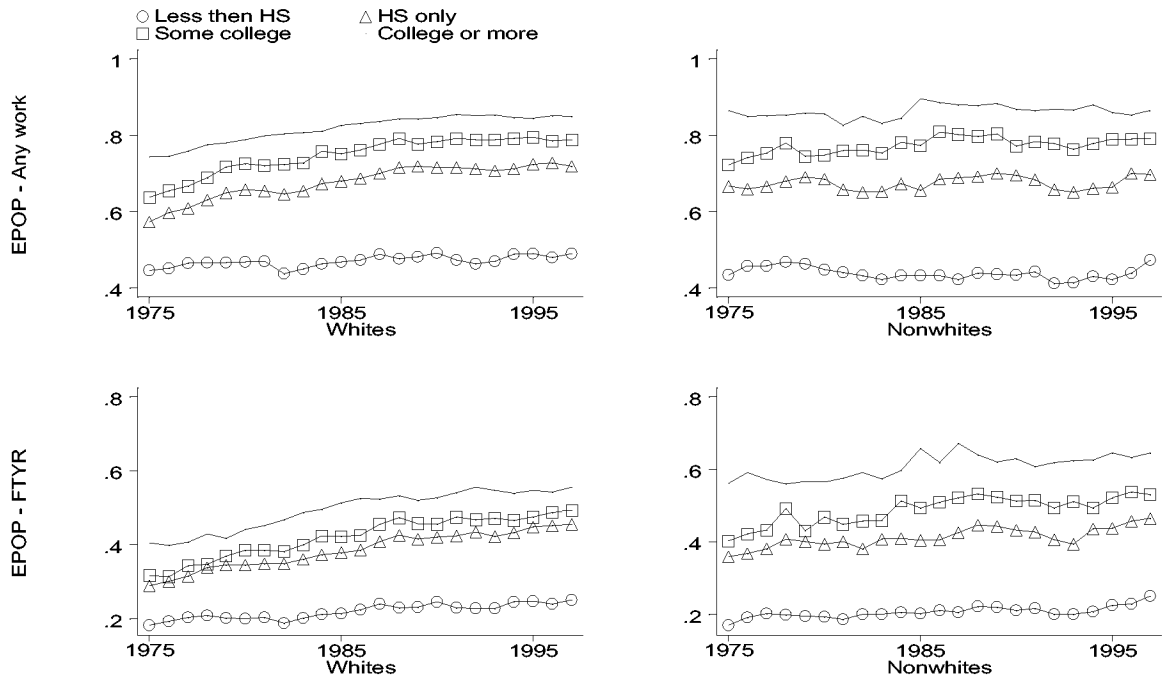 Less then HS
HS only
Some college
College or more
EPOP - Any work
1
.8
.6
.4
1975
1985
1995
Whites
1
.8
.6
.4
1975
1985
1995
Nonwhites
EPOP - FTYR
.8
.6
.4
.2
1975
1985
1995
Whites
.8
.6
.4
.2
1975
1985
1995
Nonwhites